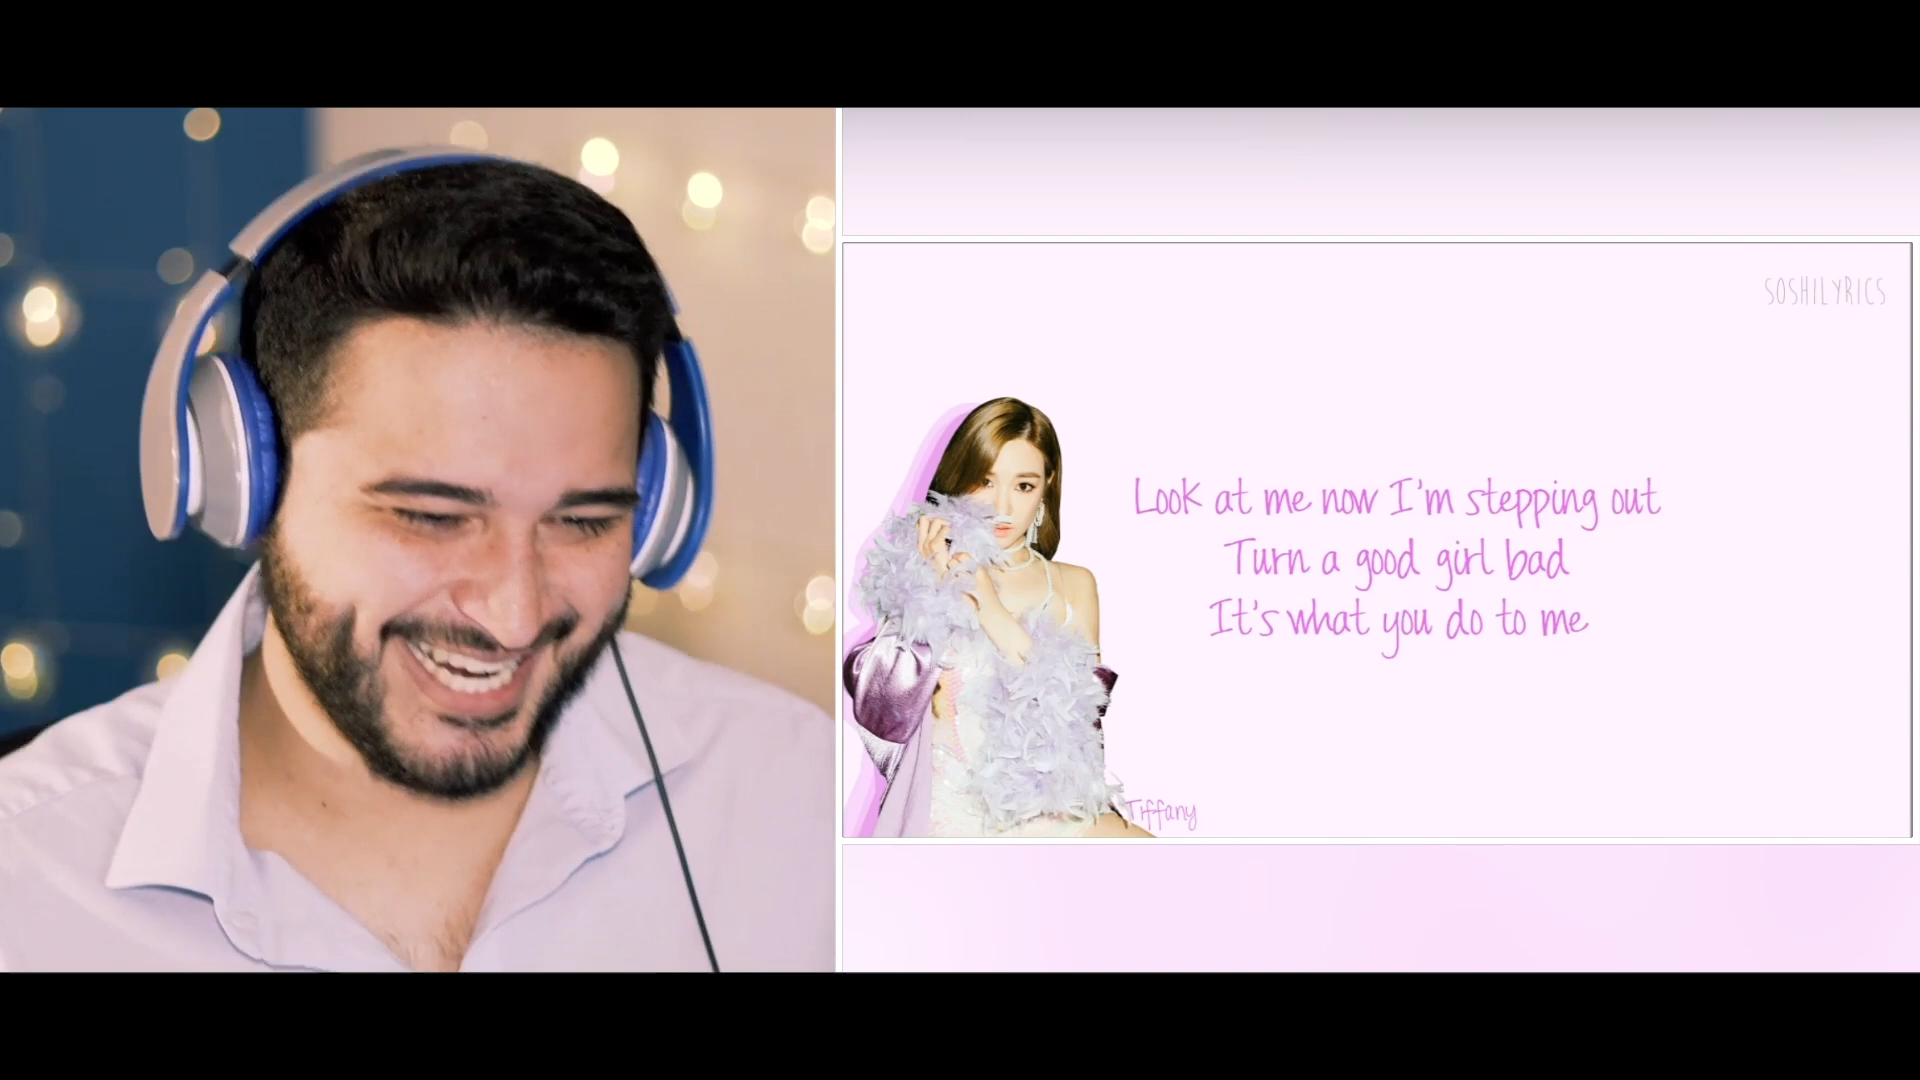 SOSHILYRICS
Look at me now I'm stepping out
Turn a good girl bad
It's what you do to me
Tiffany